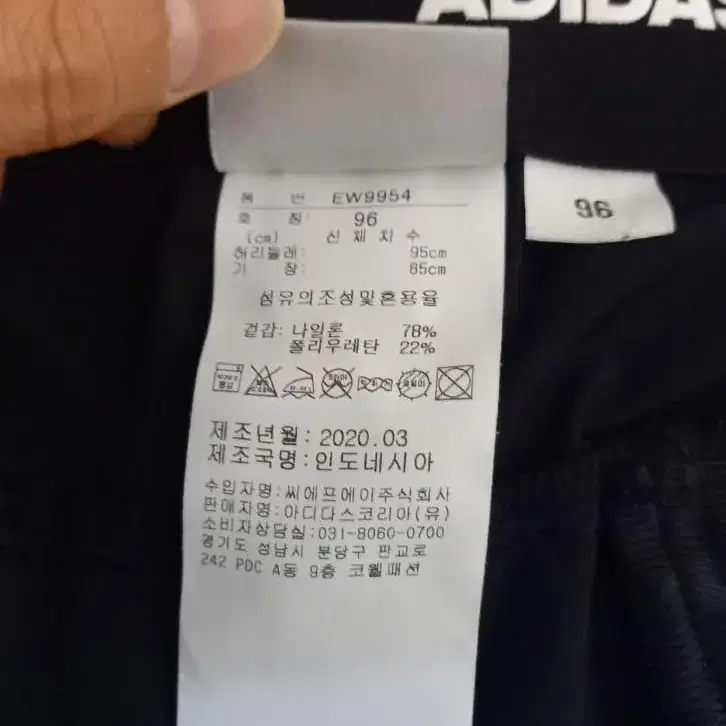 ADIDAS
품 번 EW9954
호 칭: 96
(cm) 신 체 치 수
허리둘레: 95cm
기 장: 85cm
섬유의조성및혼용율
겉감: 나일론 78%
폴리우레탄 22%
제조년월: 2020.03
제조국명: 인도네시아
수입자명: 씨에프에이주식회사
판매자명: 아디다스코리아(유)
소비자상담실: 031-8060-0700
경기도 성남시 분당구 판교로
242 PDC A동 9층 코웰패션
96